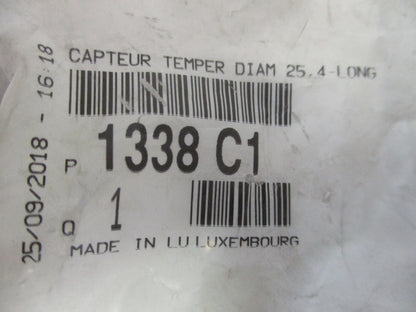 CAPTEUR TEMPER DIAM 25,4-LONG
P 1338 C1
Q 1
MADE IN LU LUXEMBOURG
25/09/2018 - 16:18